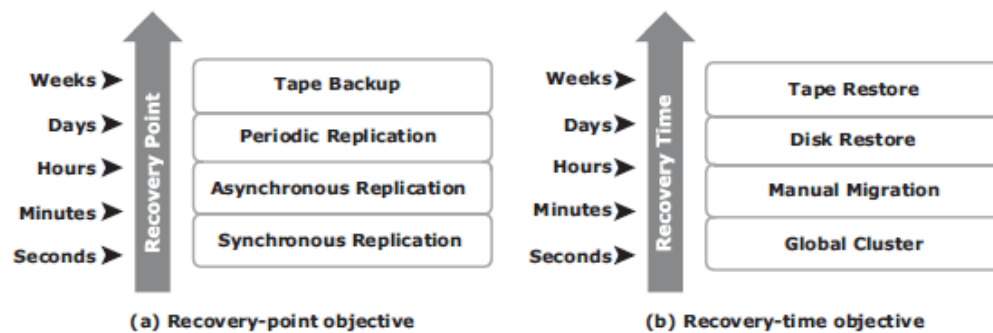 Weeks
Days
Hours
Minutes
Seconds
Recovery Point
Tape Backup
Periodic Replication
Asynchronous Replication
Synchronous Replication
(a) Recovery-point objective
Weeks
Days
Hours
Minutes
Seconds
Recovery Time
Tape Restore
Disk Restore
Manual Migration
Global Cluster
(b) Recovery-time objective